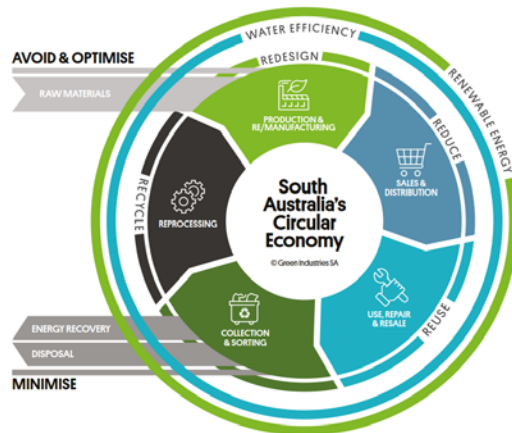 WATER EFFICIENCY
RENEWABLE ENERGY
AVOID & OPTIMISE
RAW MATERIALS
REDESIGN
PRODUCTION &
RE/MANUFACTURING
REDUCE
SALES &
DISTRIBUTION
REUSE
USE, REPAIR
& RESALE
COLLECTION
& SORTING
RECYCLE
REPROCESSING
South
Australia's
Circular
Economy
© Green Industries SA
ENERGY RECOVERY
DISPOSAL
MINIMISE